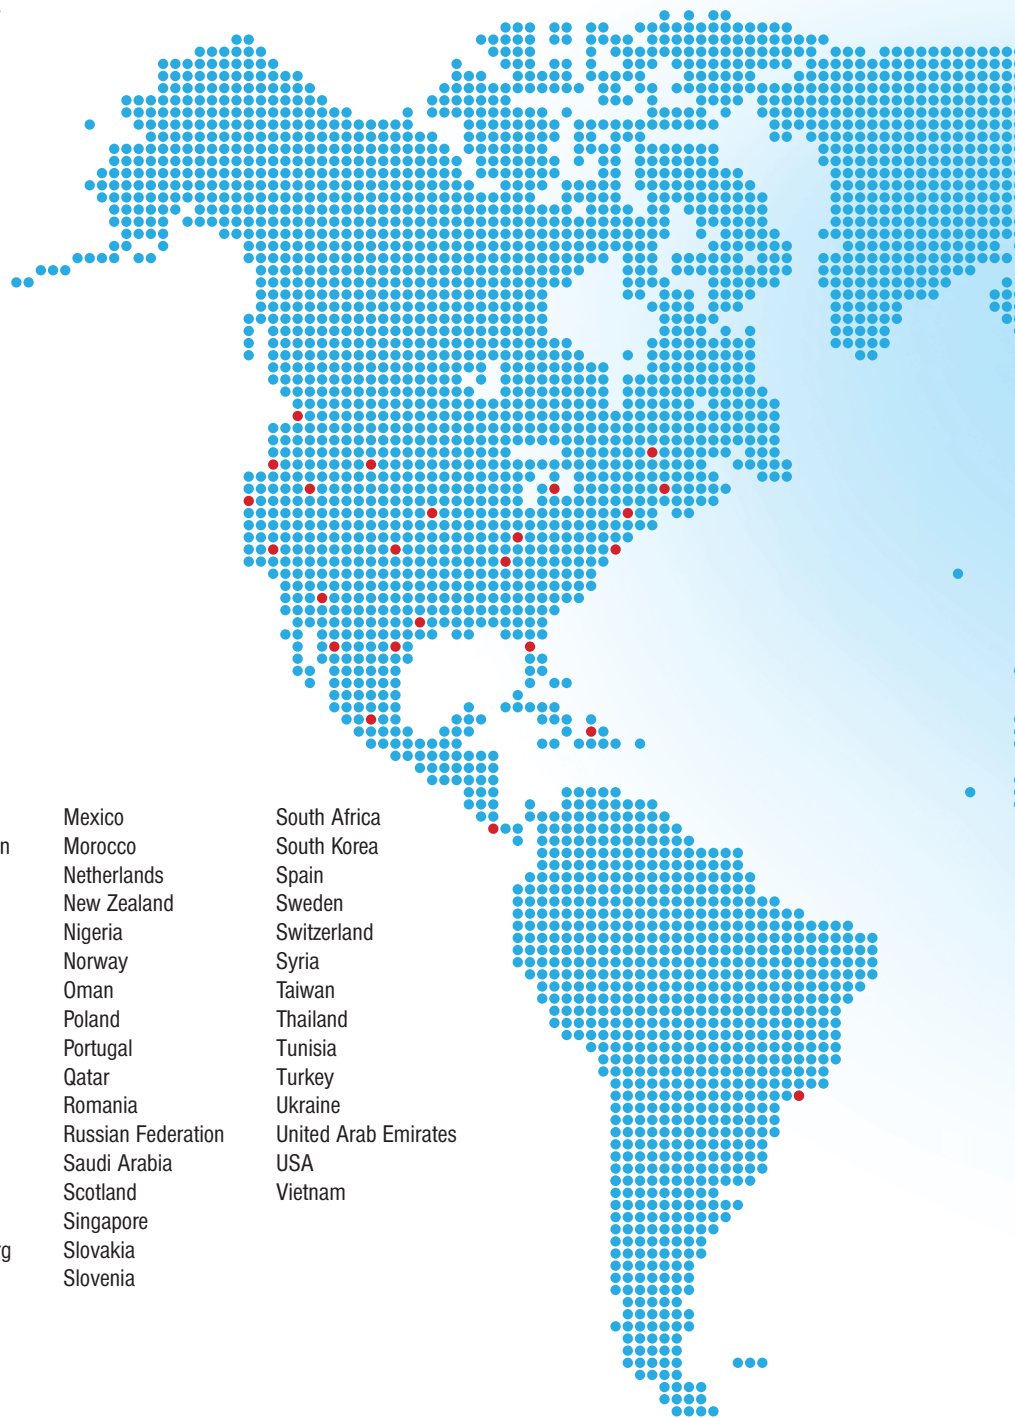 Mexico
Morocco
Netherlands
New Zealand
Nigeria
Norway
Oman
Poland
Portugal
Qatar
Romania
Russian Federation
Saudi Arabia
Scotland
Singapore
Slovakia
Slovenia
South Africa
South Korea
Spain
Sweden
Switzerland
Syria
Taiwan
Thailand
Tunisia
Turkey
Ukraine
United Arab Emirates
USA
Vietnam